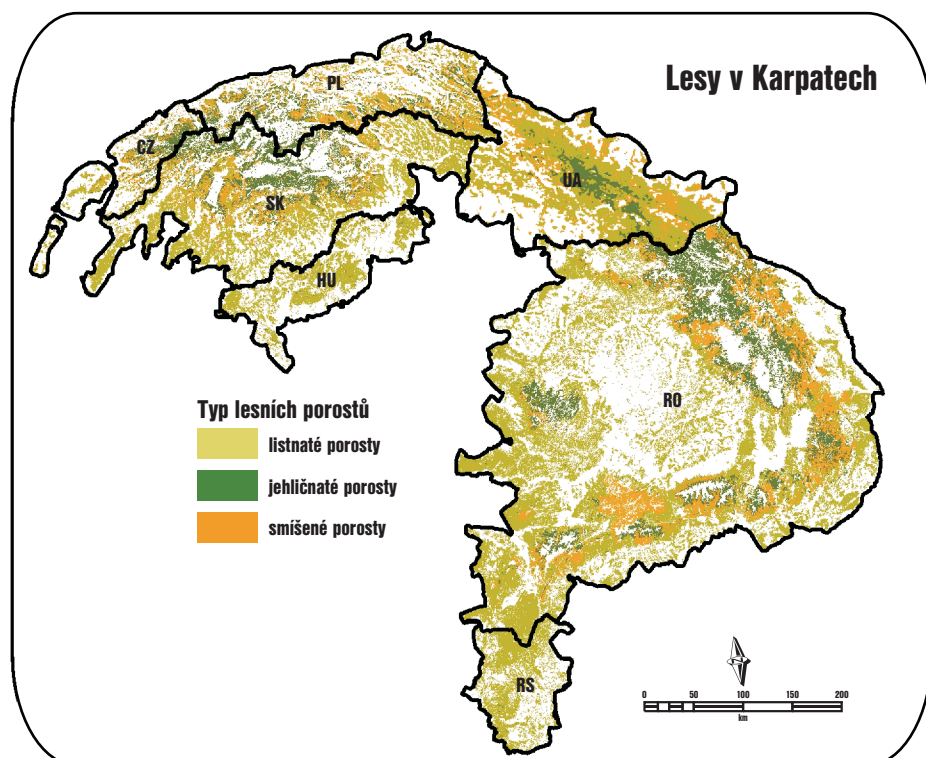 Lesy v Karpatech
PL
CZ
SK
UA
HU
RO
RS
Typ lesních porostů
listnaté porosty
jehličnaté porosty
smíšené porosty
0 50 100 150 200
km